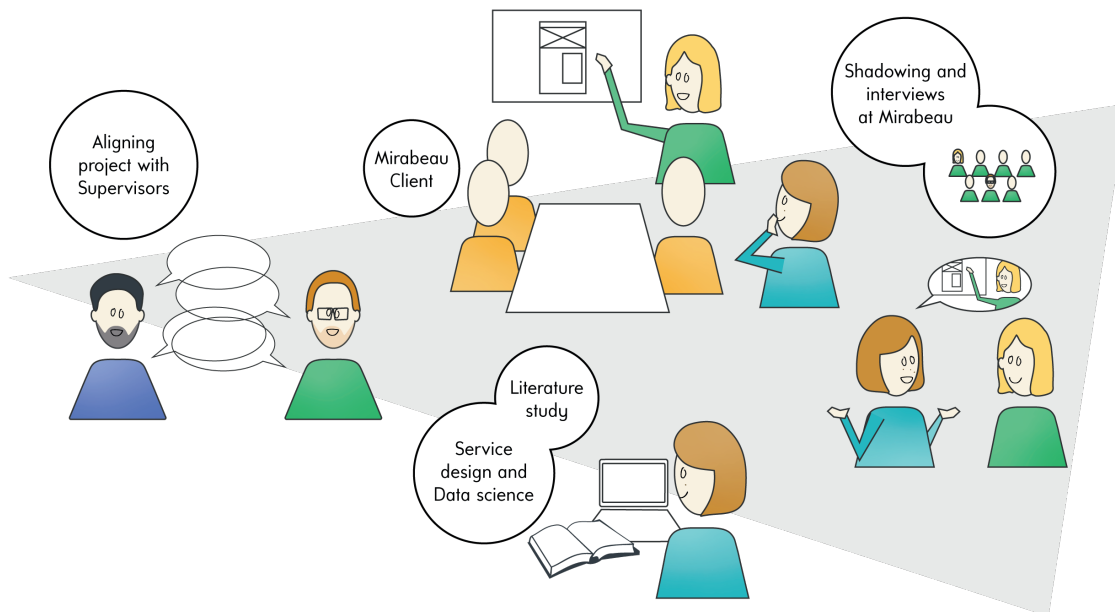 Aligning
project with
Supervisors
Mirabeau
Client
Shadowing and
interviews
at Mirabeau
Literature
study
Service
design and
Data science